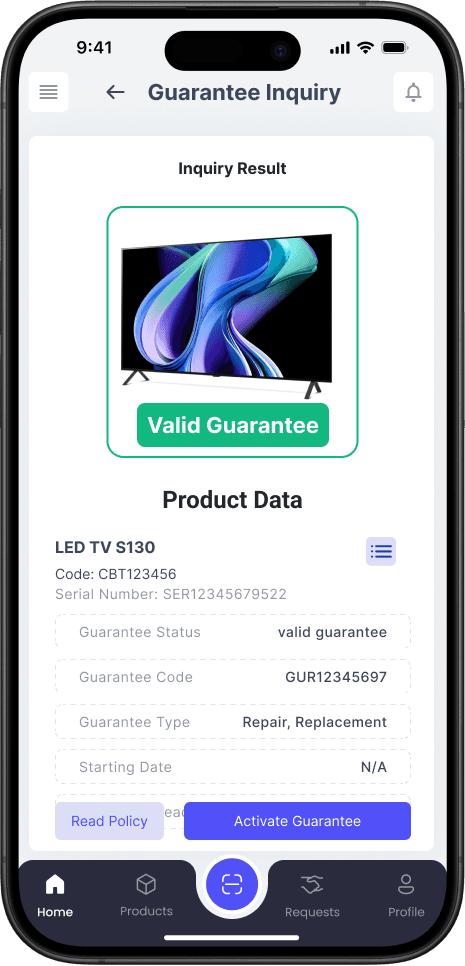 9:41
Guarantee Inquiry
Inquiry Result
Valid Guarantee
Product Data
LED TV S130
Code: CBT123456
Serial Number: SER12345679522
Guarantee Status valid guarantee
Guarantee Code GUR12345697
Guarantee Type Repair, Replacement
Starting Date N/A
Read Policy Activate Guarantee
Home Products Requests Profile